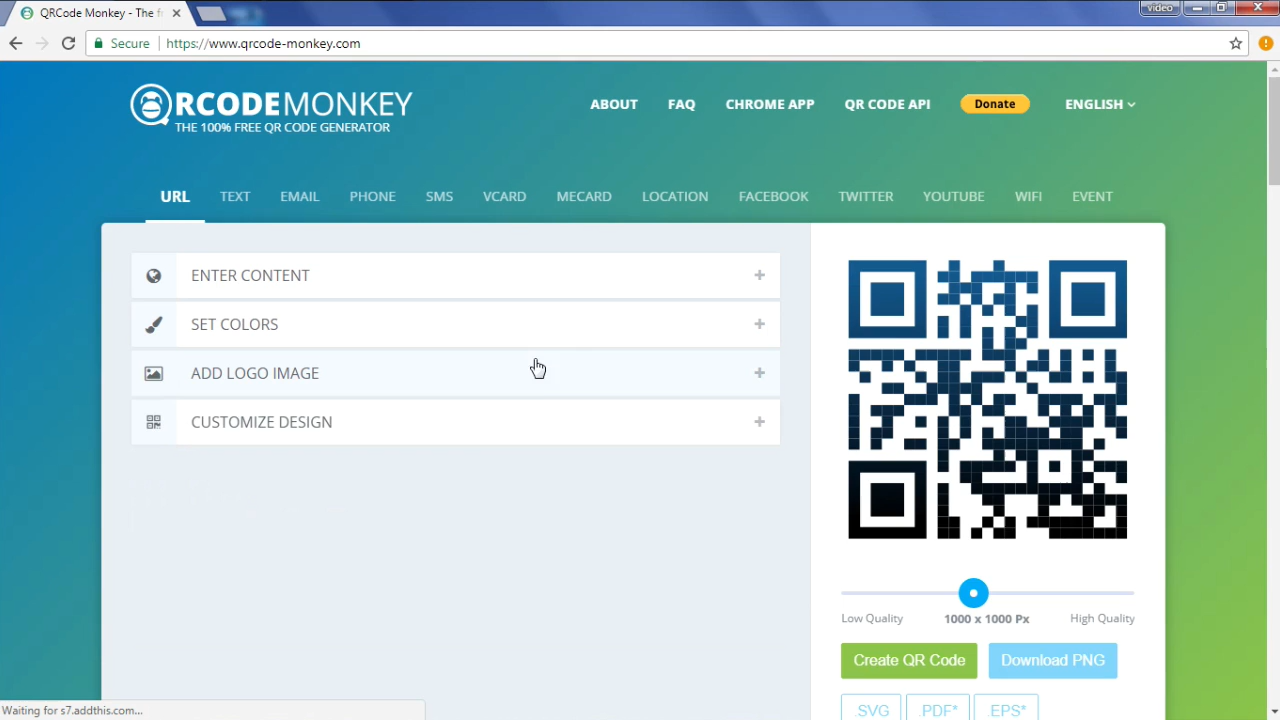 QRCode Monkey - The fr
video
Secure
https://www.qrcode-monkey.com
QRCODEMONKEY
THE 100% FREE QR CODE GENERATOR
ABOUT FAQ CHROME APP QR CODE API Donate ENGLISH
URL TEXT EMAIL PHONE SMS VCARD MECARD LOCATION FACEBOOK TWITTER YOUTUBE WIFI EVENT
ENTER CONTENT
SET COLORS
ADD LOGO IMAGE
CUSTOMIZE DESIGN
Low Quality 1000 x 1000 Px High Quality
Create QR Code Download PNG
.SVG .PDF* .EPS*
Waiting for s7.addthis.com...